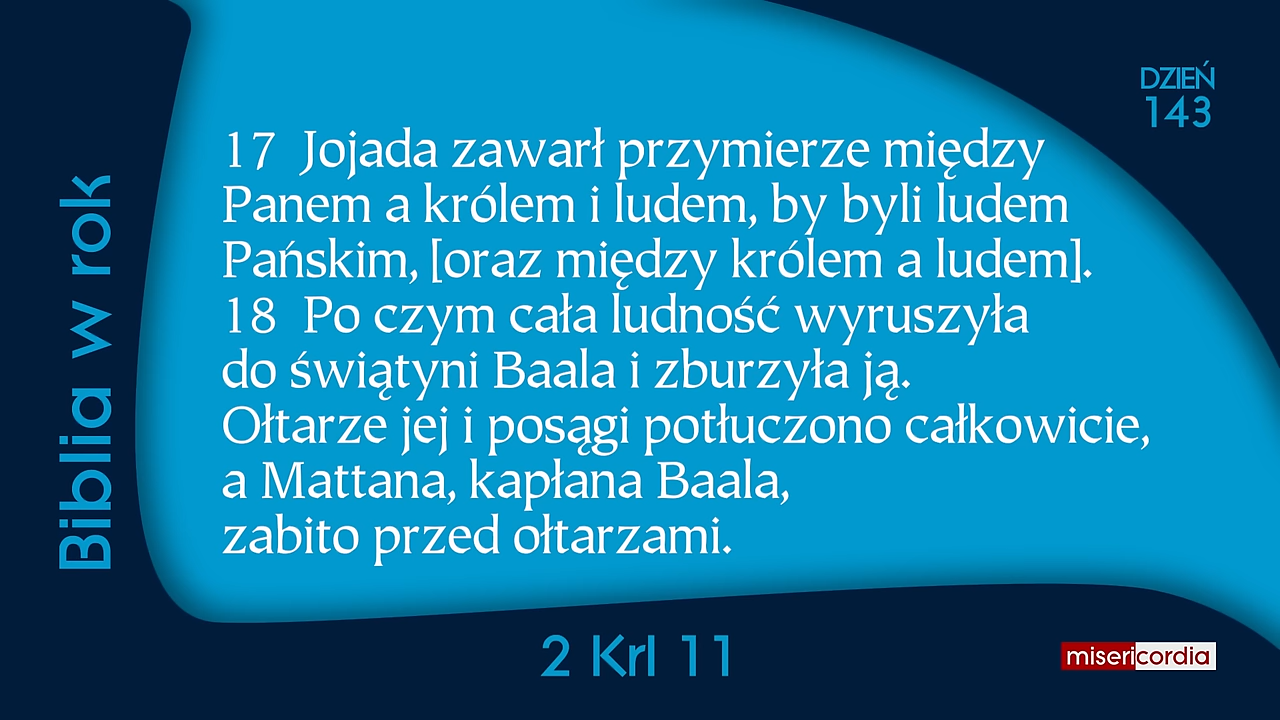 DZIEŃ
143
Biblia w rok
17 Jojada zawarł przymierze między
Panem a królem i ludem, by byli ludem
Pańskim, [oraz między królem a ludem].
18 Po czym cała ludność wyruszyła
do świątyni Baala i zburzyła ją.
Ołtarze jej i posągi potłuczono całkowicie,
a Mattana, kapłana Baala,
zabito przed ołtarzami.
2 Krl 11
misericordia